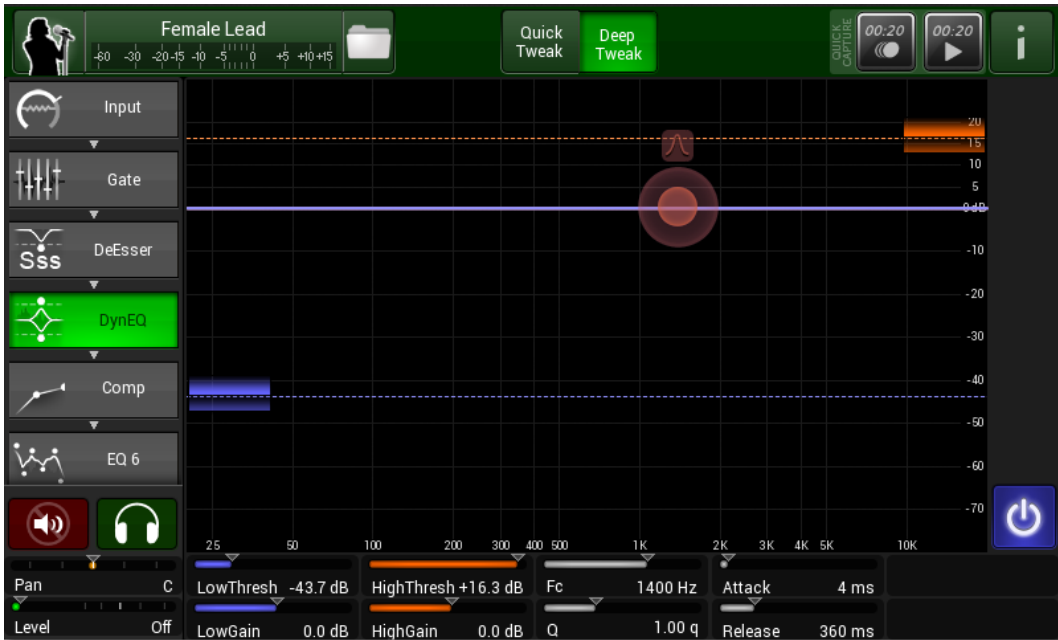 Female Lead
-60 -30 -20 -15 -10 -5 0 +5 +10 +15
Quick
Tweak
Deep
Tweak
QUICK
CAPTURE
00:20
00:20
i
Input
Gate
Sss DeEsser
DynEQ
Comp
EQ 6
20
15
10
5
0 dB
-10
-20
-30
-40
-50
-60
-70
25 50 100 200 300 400 500 1K 2K 3K 4K 5K 10K
Pan C
LowThresh -43.7 dB
HighThresh +16.3 dB
Fc 1400 Hz
Attack 4 ms
Level Off
LowGain 0.0 dB
HighGain 0.0 dB
Q 1.00 q
Release 360 ms